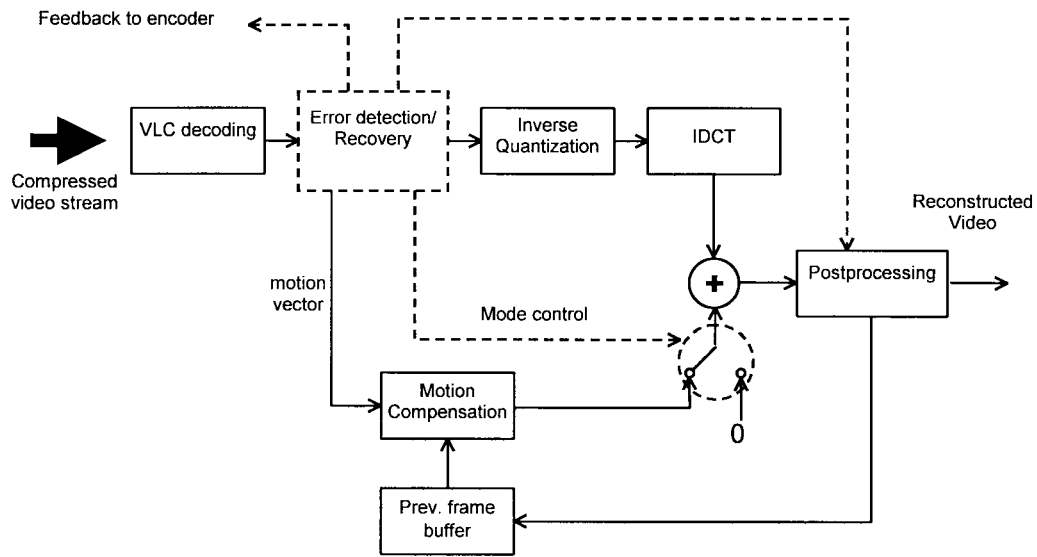 Feedback to encoder
VLC decoding
Error detection/
Recovery
Inverse
Quantization
IDCT
Compressed
video stream
Reconstructed
Video
Postprocessing
motion
vector
Mode control
Motion
Compensation
0
Prev. frame
buffer
+